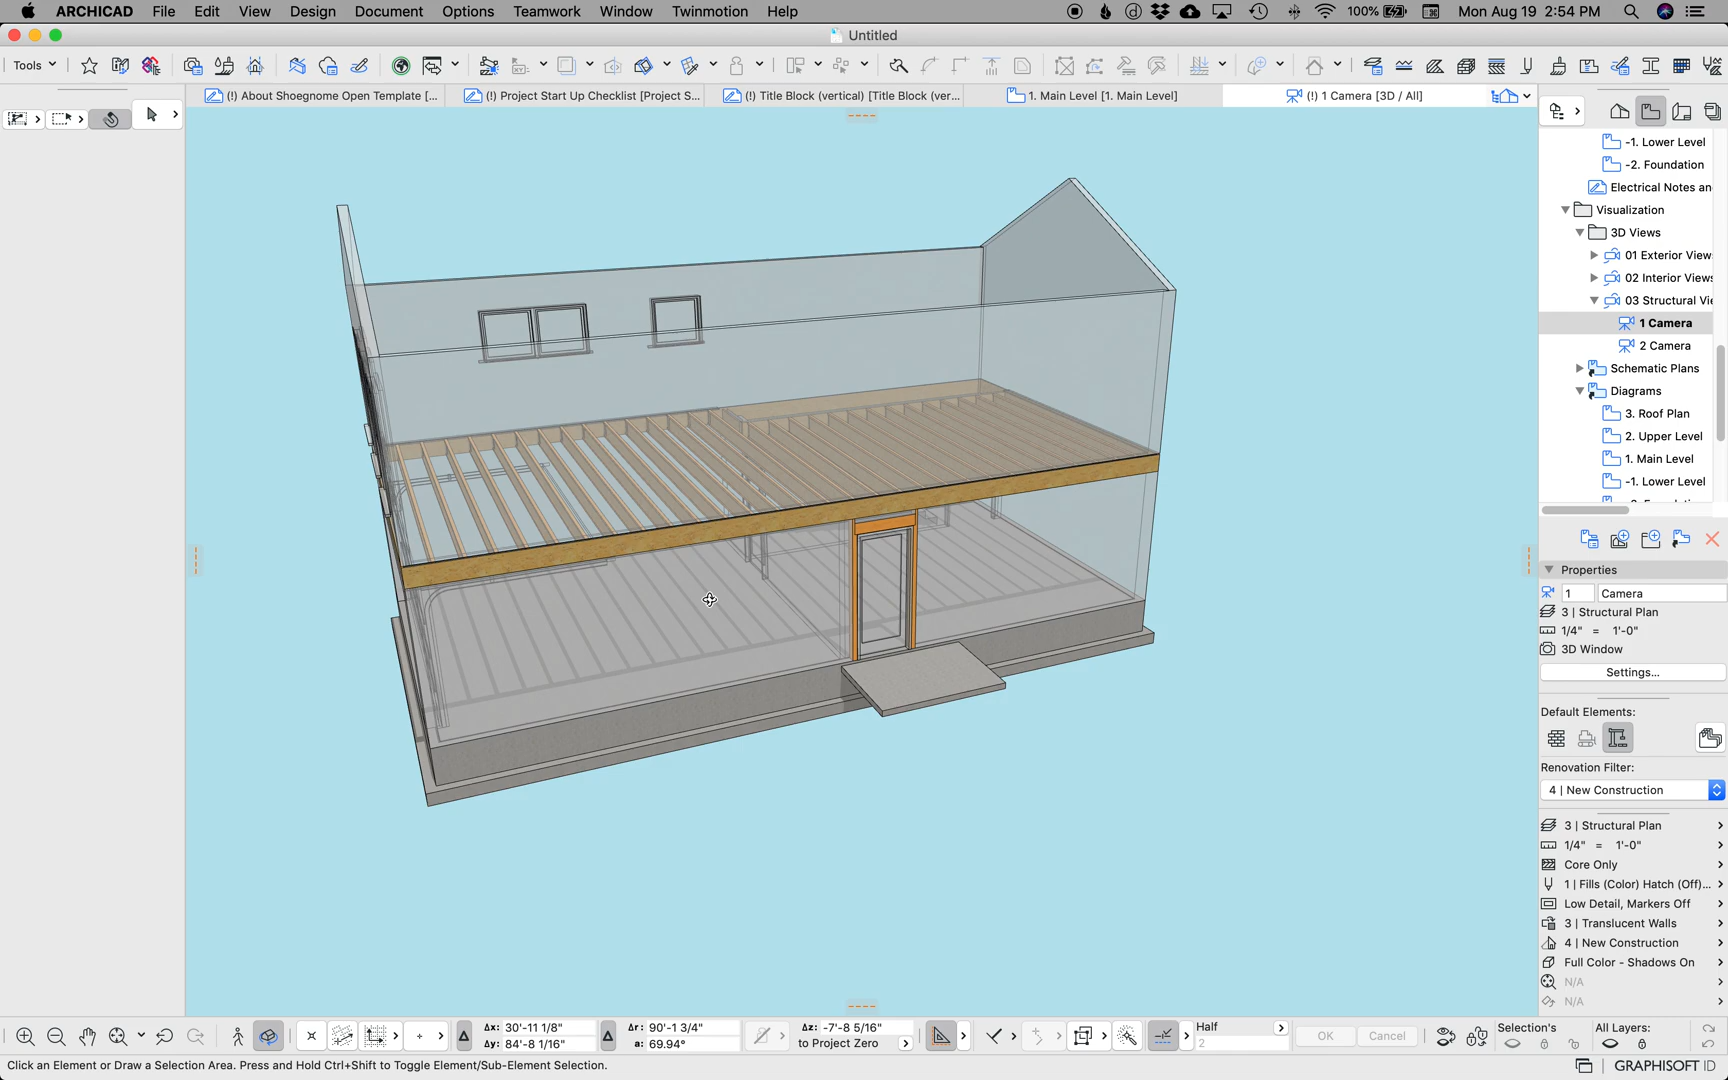 ARCHICAD File Edit View Design Document Options Teamwork Window Twinmotion Help
100% Mon Aug 19 2:54 PM
Untitled
Tools
(!) About Shoegnome Open Template [...
(!) Project Start Up Checklist [Project S...
(!) Title Block (vertical) [Title Block (ver...
1. Main Level [1. Main Level]
(!) 1 Camera [3D / All]
-1. Lower Level
-2. Foundation
Electrical Notes an
Visualization
3D Views
01 Exterior View
02 Interior Views
03 Structural Vie
1 Camera
2 Camera
Schematic Plans
Diagrams
3. Roof Plan
2. Upper Level
1. Main Level
-1. Lower Level
Properties
1 Camera
3 | Structural Plan
1/4" = 1'-0"
3D Window
Settings...
Default Elements:
Renovation Filter:
4 | New Construction
3 | Structural Plan
1/4" = 1'-0"
Core Only
1 | Fills (Color) Hatch (Off)...
Low Detail, Markers Off
3 | Translucent Walls
4 | New Construction
Full Color - Shadows On
N/A
N/A
Δx: 30'-11 1/8"
Δy: 84'-8 1/16"
Δr: 90'-1 3/4"
a: 69.94°
Δz: -7'-8 5/16"
to Project Zero
Half
2
OK
Cancel
Selection's
All Layers:
Click an Element or Draw a Selection Area. Press and Hold Ctrl+Shift to Toggle Element/Sub-Element Selection.
GRAPHISOFT ID